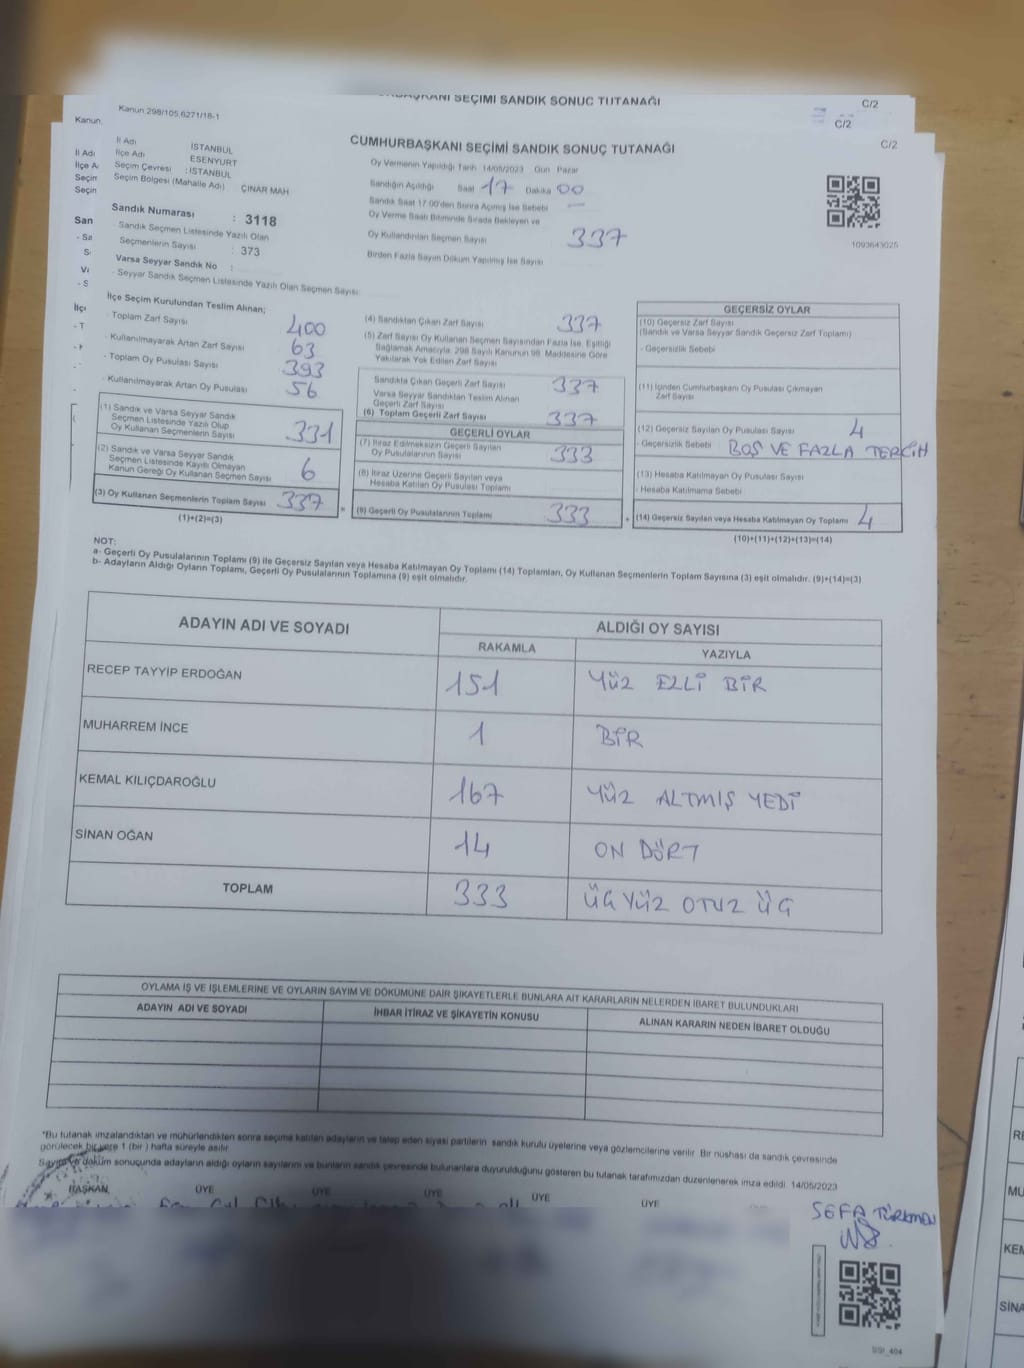 BAŞKANI SEÇİMİ SANDIK SONUÇ TUTANAĞI
C/2
Kanun 298/105,6271/18-1
Kanun
C/2
C/2
CUMHURBAŞKANI SEÇİMİ SANDIK SONUÇ TUTANAĞI
İl Adı İSTANBUL
İlçe Adı ESENYURT
Seçim Çevresi : İSTANBUL
Seçim Bölgesi (Mahalle Adı) ÇINAR MAH
Oy Vermenin Yapıldığı Tarih 14/05/2023 Gün Pazar
Sandığın Açıldığı Saat 17 Dakika 00
Sandık Saat 17:00'den Sonra Açılmış İse Sebebi —
Oy Verme Saati Bitiminde Sırada Bekleyen ve
Oy Kullandırılan Seçmen Sayısı 337
Birden Fazla Sayım Döküm Yapılmış İse Sayısı
1093643025
Sandık Numarası : 3118
- Sandık Seçmen Listesinde Yazılı Olan
Seçmenlerin Sayısı : 373
Varsa Seyyar Sandık No :
- Seyyar Sandık Seçmen Listesinde Yazılı Olan Seçmen Sayısı
İlçe Seçim Kurulundan Teslim Alınan;
- Toplam Zarf Sayısı 400
- Kullanılmayarak Artan Zarf Sayısı 63
- Toplam Oy Pusulası Sayısı 393
- Kullanılmayarak Artan Oy Pusulası 56
(1) Sandık ve Varsa Seyyar Sandık
Seçmen Listesinde Yazılı Olup
Oy Kullanan Seçmenlerin Sayısı 331
(2) Sandık ve Varsa Seyyar Sandık
Seçmen Listesinde Kayıtlı Olmayan
Kanun Gereği Oy Kullanan Seçmen Sayısı 6
(3) Oy Kullanan Seçmenlerin Toplam Sayısı 337
(1)+(2)=(3)
(4) Sandıktan Çıkan Zarf Sayısı 337
(5) Zarf Sayısı Oy Kullanan Seçmen Sayısından Fazla İse, Eşitliği
Sağlamak Amacıyla, 298 Sayılı Kanunun 98. Maddesine Göre
Yakılarak Yok Edilen Zarf Sayısı
Sandıkta Çıkan Geçerli Zarf Sayısı 337
Varsa Seyyar Sandıktan Teslim Alınan
Geçerli Zarf Sayısı
(6) Toplam Geçerli Zarf Sayısı 337
GEÇERLİ OYLAR
(7) İtiraz Edilmeksizin Geçerli Sayılan
Oy Pusulalarının Sayısı 333
(8) İtiraz Üzerine Geçerli Sayılan veya
Hesaba Katılan Oy Pusulası Toplamı
(9) Geçerli Oy Pusulalarının Toplamı 333
GEÇERSİZ OYLAR
(10) Geçersiz Zarf Sayısı
(Sandık ve Varsa Seyyar Sandık Geçersiz Zarf Toplamı)
- Geçersizlik Sebebi
(11) İçinden Cumhurbaşkanı Oy Pusulası Çıkmayan
Zarf Sayısı
(12) Geçersiz Sayılan Oy Pusulası Sayısı 4
- Geçersizlik Sebebi BOŞ VE FAZLA TERCİH
(13) Hesaba Katılmayan Oy Pusulası Sayısı
- Hesaba Katılmama Sebebi
(14) Geçersiz Sayılan veya Hesaba Katılmayan Oy Toplamı 4
(10)+(11)+(12)+(13)=(14)
NOT:
a- Geçerli Oy Pusulalarının Toplamı (9) ile Geçersiz Sayılan veya Hesaba Katılmayan Oy Toplamı (14) Toplamları, Oy Kullanan Seçmenlerin Toplam Sayısına (3) eşit olmalıdır. (9)+(14)=(3)
b- Adayların Aldığı Oyların Toplamı, Geçerli Oy Pusulalarının Toplamına (9) eşit olmalıdır.
ADAYIN ADI VE SOYADI ALDIĞI OY SAYISI
RAKAMLA YAZIYLA
RECEP TAYYİP ERDOĞAN 151 YÜZ ELLİ BİR
MUHARREM İNCE 1 BİR
KEMAL KILIÇDAROĞLU 167 YÜZ ALTMIŞ YEDİ
SİNAN OĞAN 14 ON DÖRT
TOPLAM 333 ÜÇ YÜZ OTUZ ÜÇ
OYLAMA İŞ VE İŞLEMLERİNE VE OYLARIN SAYIM VE DÖKÜMÜNE DAİR ŞİKAYETLERLE BUNLARA AİT KARARLARIN NELERDEN İBARET BULUNDUKLARI
ADAYIN ADI VE SOYADI İHBAR İTİRAZ VE ŞİKAYETİN KONUSU ALINAN KARARIN NEDEN İBARET OLDUĞU
*Bu tutanak imzalandıktan ve mühürlendikten sonra seçime katılan adayların ve talep eden siyasi partilerin sandık kurulu üyelerine veya gözlemcilerine verilir. Bir nüshası da sandık çevresinde
görülecek bir yere 1 (bir) hafta süreyle asılır
Sayım ve döküm sonucunda adayların aldığı oyların sayılarını ve bunların sandık çevresinde bulunanlara duyurulduğunu gösteren bu tutanak tarafımızdan düzenlenerek imza edildi. 14/05/2023
BAŞKAN ÜYE ÜYE ÜYE ÜYE ÜYE
SEFA TÜRKMEN
SSI_404